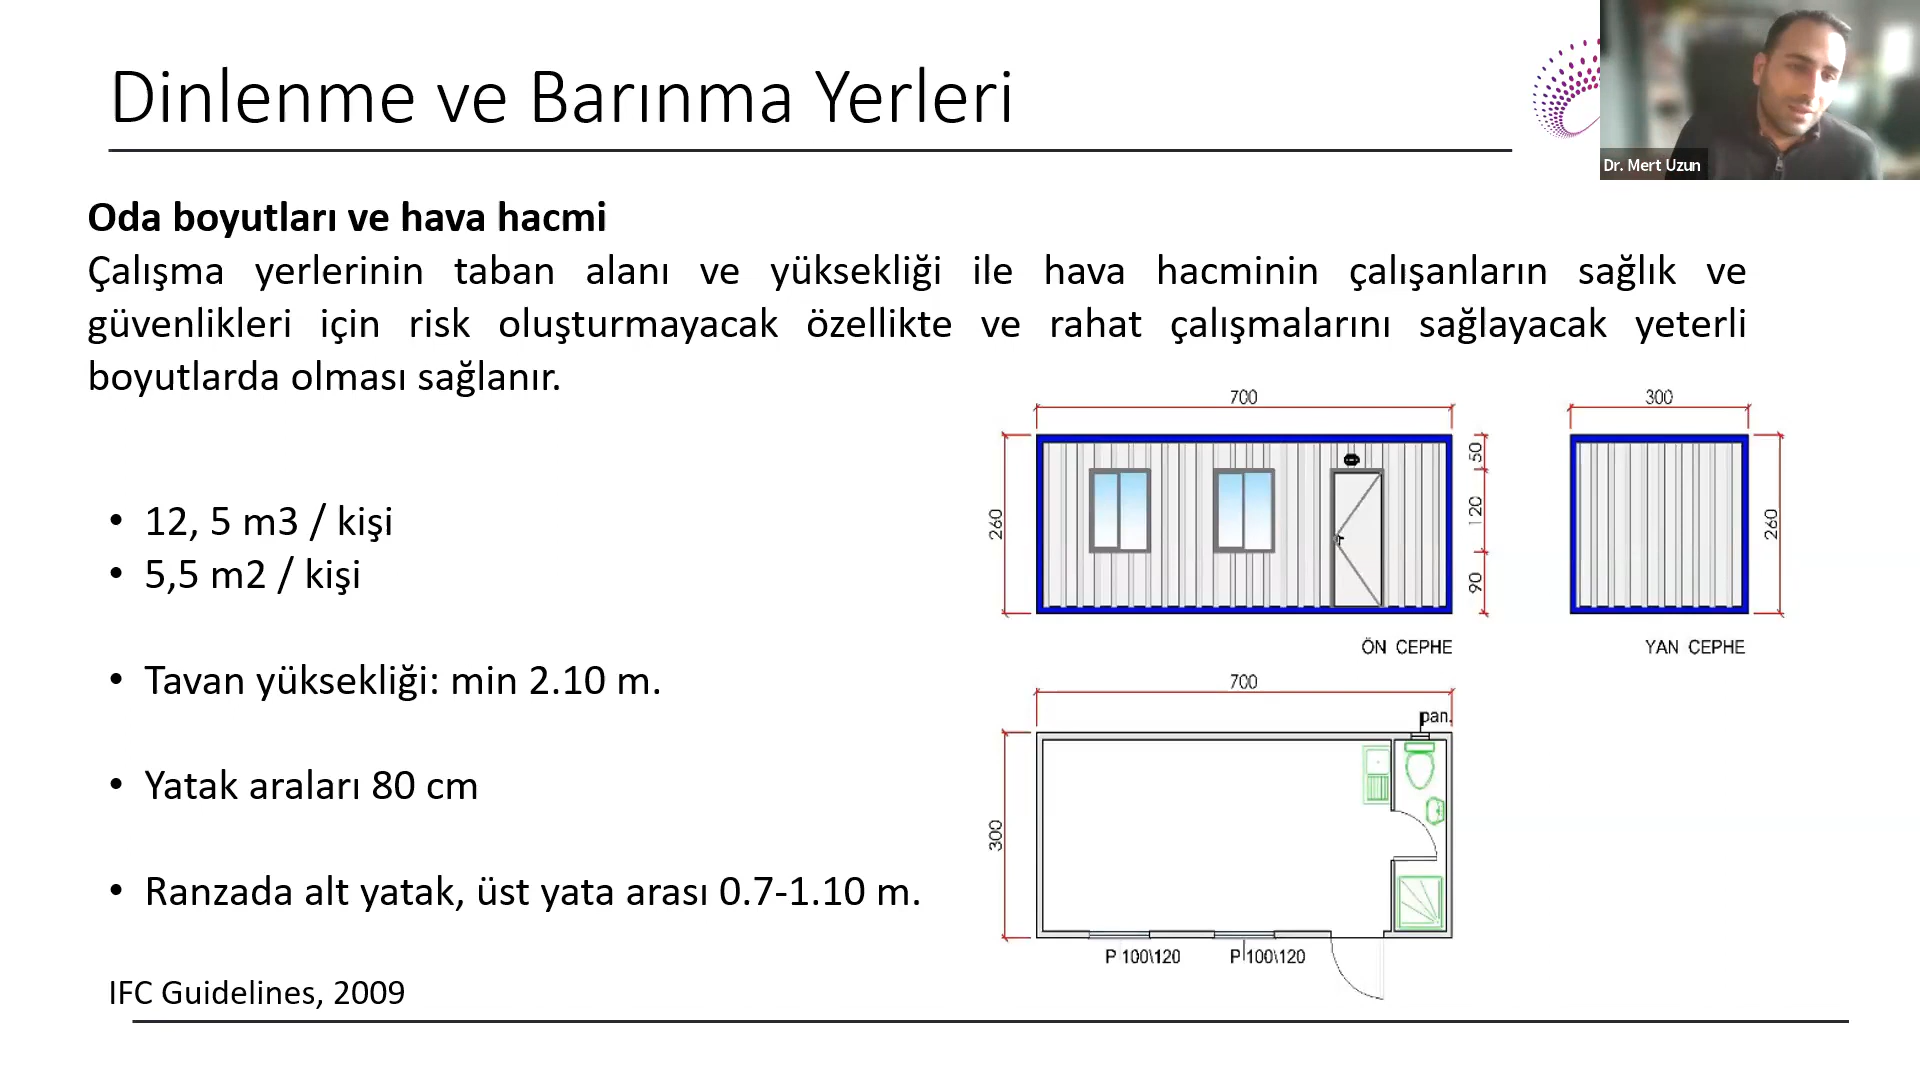 Dinlenme ve Barınma Yerleri
Dr. Mert Uzun
Oda boyutları ve hava hacmi
Çalışma yerlerinin taban alanı ve yüksekliği ile hava hacminin çalışanların sağlık ve
güvenlikleri için risk oluşturmayacak özellikte ve rahat çalışmalarını sağlayacak yeterli
boyutlarda olması sağlanır.
• 12, 5 m3 / kişi
• 5,5 m2 / kişi
• Tavan yüksekliği: min 2.10 m.
• Yatak araları 80 cm
• Ranzada alt yatak, üst yata arası 0.7-1.10 m.
IFC Guidelines, 2009
700
300
260
50
120
90
260
ÖN CEPHE
YAN CEPHE
700
pan.
300
P 100\120
P 100\120